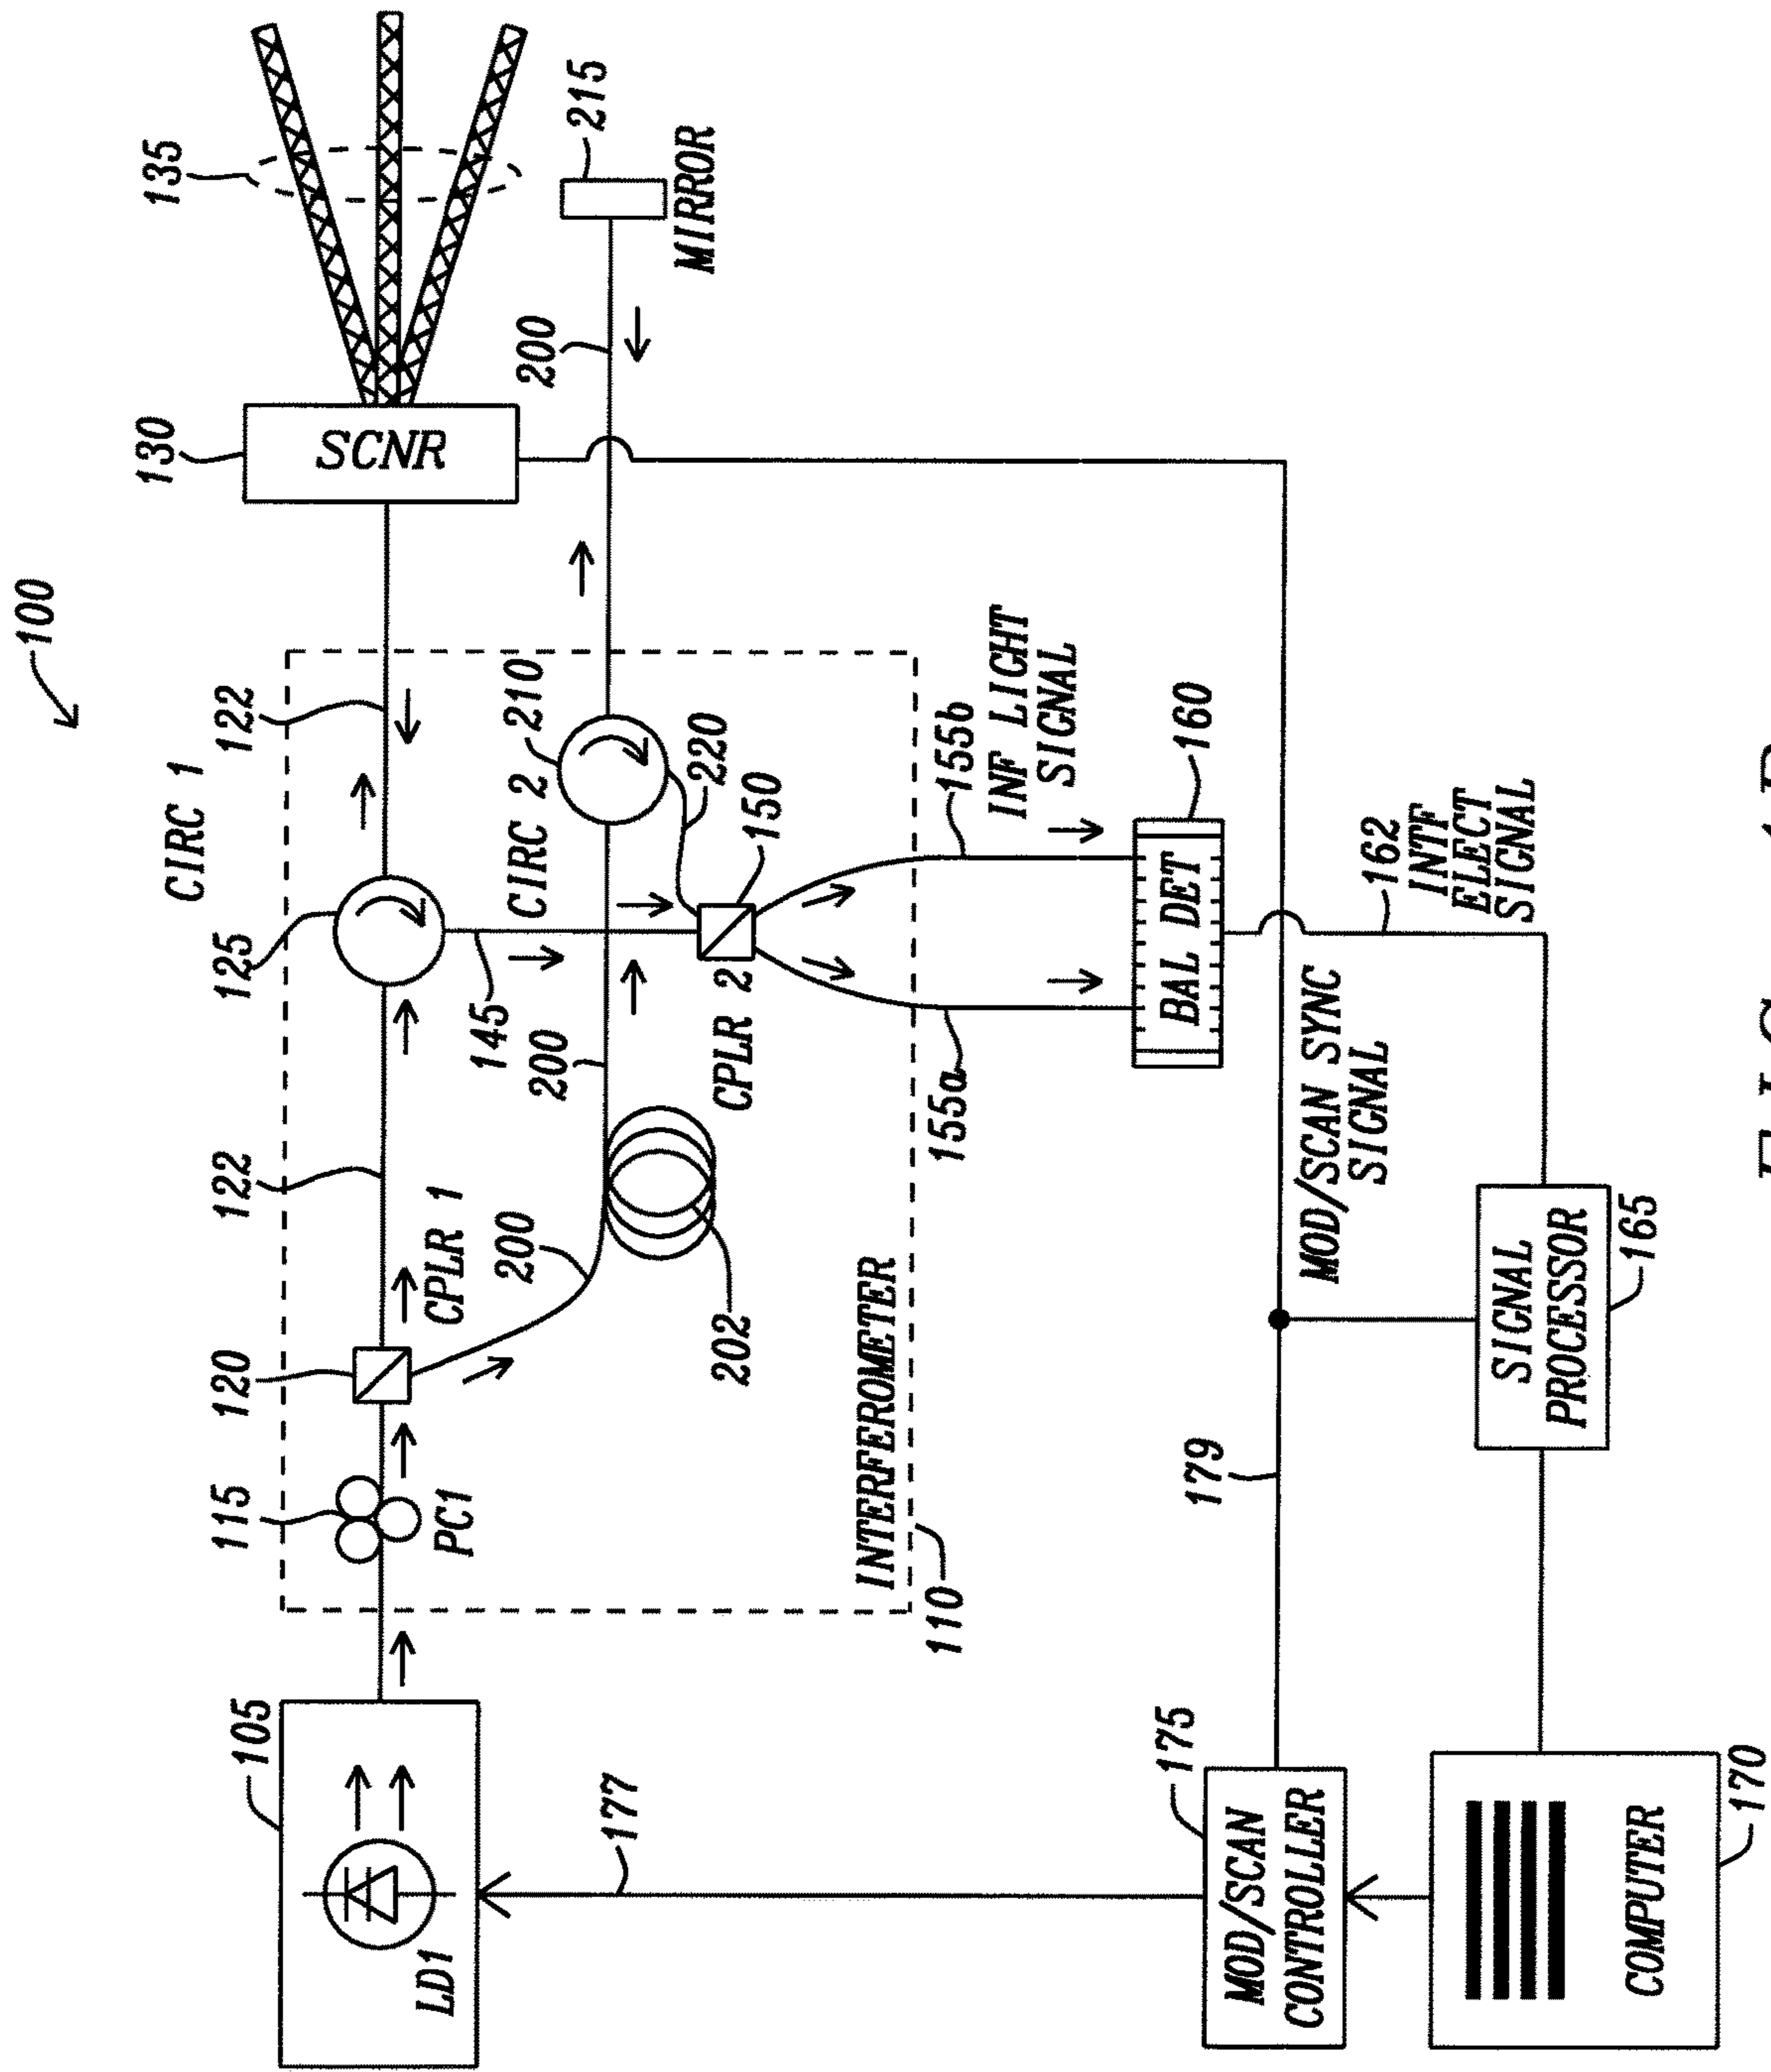 100
135
130
SCNR
215
MIRROR
200
122
CIRC 1
125
210
CIRC 2
220
150
145
200
CPLR 2
122
120
CPLR 1
200
202
115
PC1
INTERFEROMETER
110
155b
INF LIGHT
SIGNAL
155a
160
BAL DET
162
INTF
ELECT
SIGNAL
MOD/SCAN SYNC
SIGNAL
179
SIGNAL
PROCESSOR
165
105
LD1
177
175
MOD/SCAN
CONTROLLER
COMPUTER
170